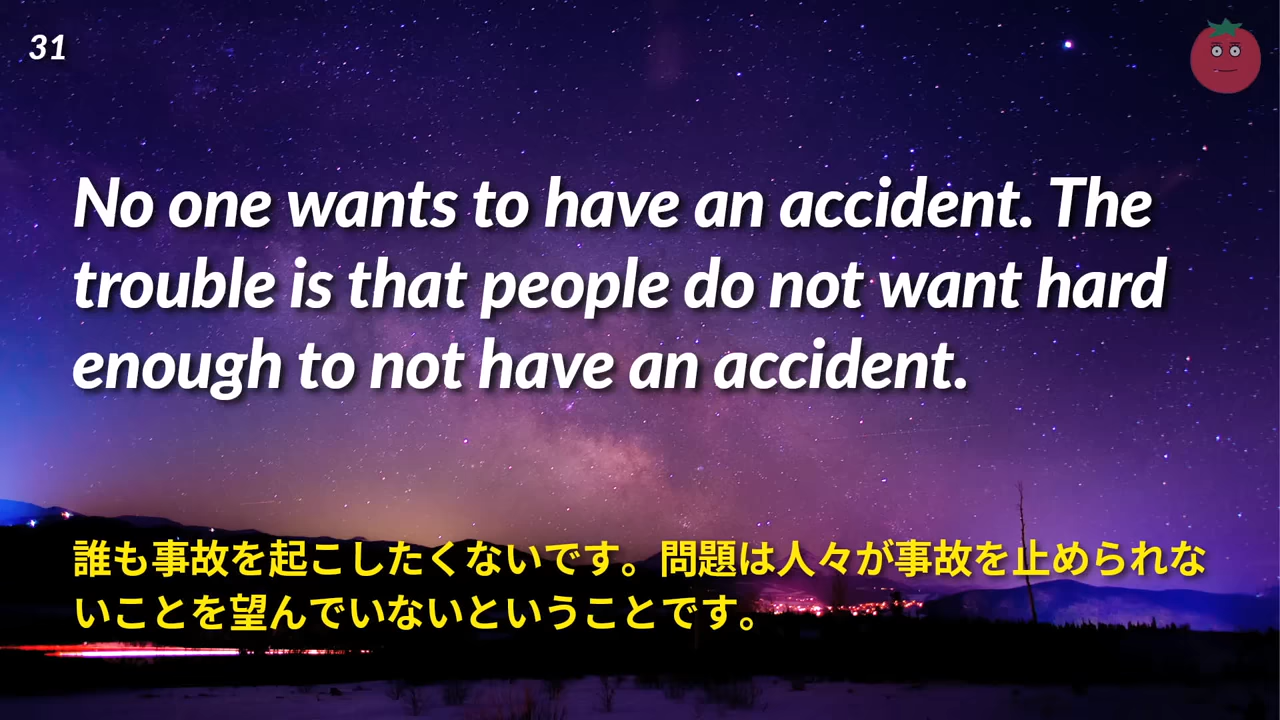 31
No one wants to have an accident. The
trouble is that people do not want hard
enough to not have an accident.
誰も事故を起こしたくないです。問題は人々が事故を止められな
いことを望んでいないということです。